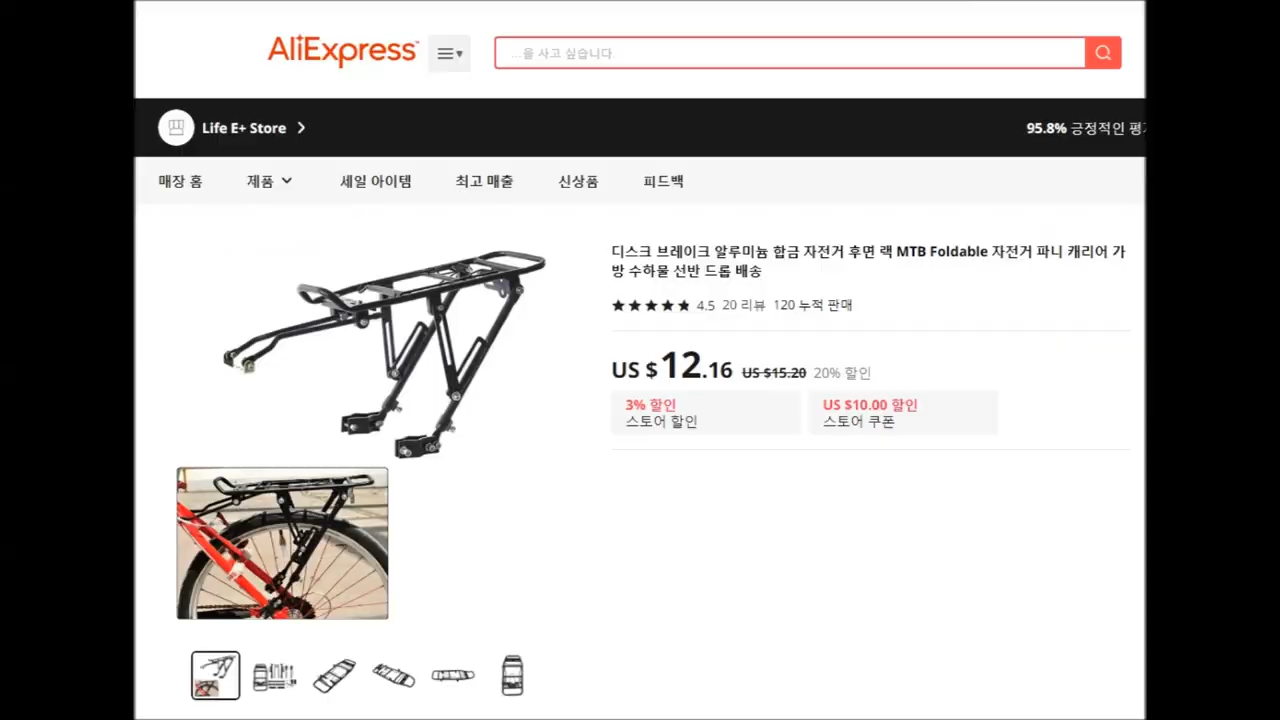 AliExpress™
...을 사고 싶습니다.
Life E+ Store
95.8% 긍정적인
매장 홈 제품 세일 아이템 최고 매출 신상품 피드백
디스크 브레이크 알루미늄 합금 자전거 후면 랙 MTB Foldable 자전거 파니 캐리어 가
방 수하물 선반 드롭 배송
4.5 20 리뷰 120 누적 판매
US $12.16 US $15.20 20% 할인
3% 할인 US $10.00 할인
스토어 할인 스토어 쿠폰